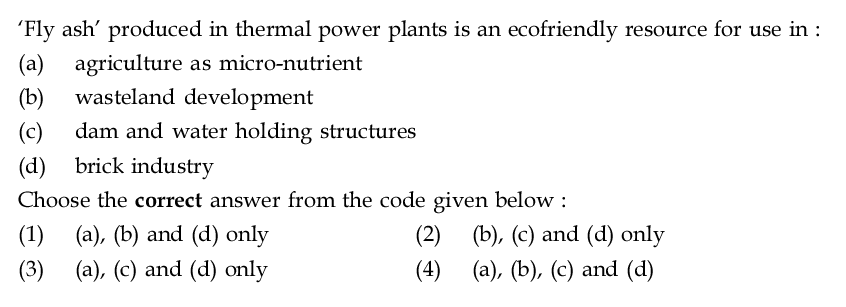 ‘Fly ash’ produced in thermal power plants is an ecofriendly resource for use in :
(a) agriculture as micro-nutrient
(b) wasteland development
(c) dam and water holding structures
(d) brick industry
Choose the correct answer from the code given below :
(1) (a), (b) and (d) only (2) (b), (c) and (d) only
(3) (a), (c) and (d) only (4) (a), (b), (c) and (d)